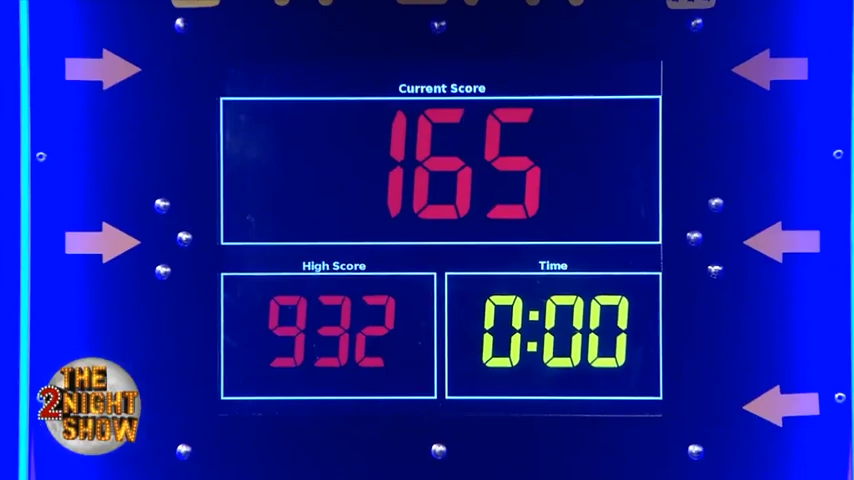 Current Score
165
High Score
Time
932
0:00
THE
2NIGHT
SHOW